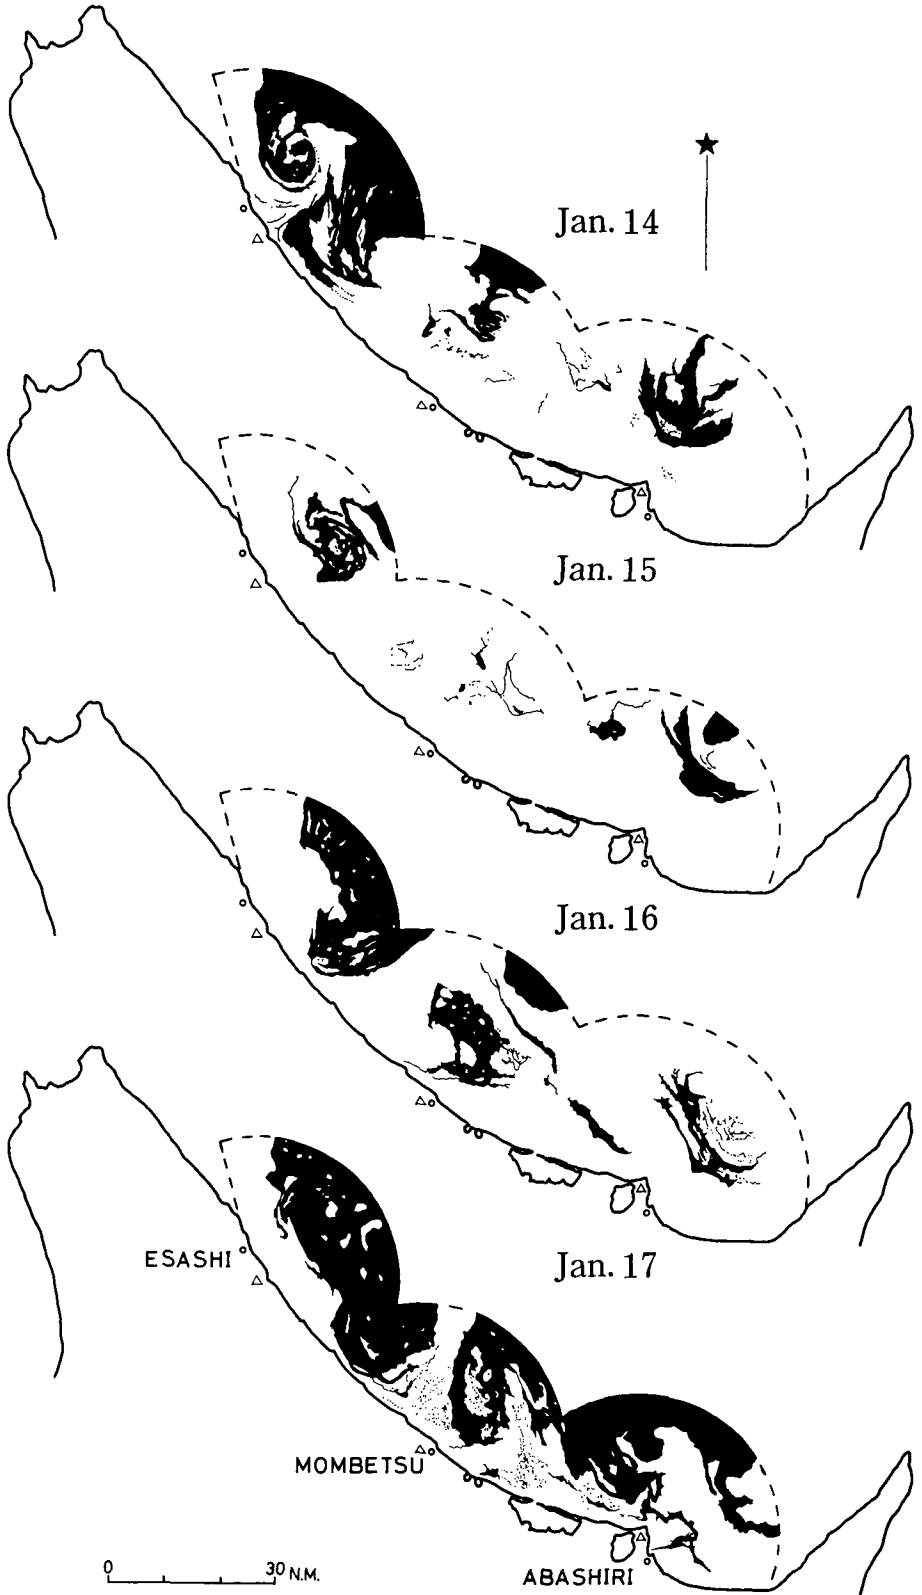 Jan. 14
Jan. 15
Jan. 16
Jan. 17
ESASHI
MOMBETSU
ABASHIRI
0 30 N.M.